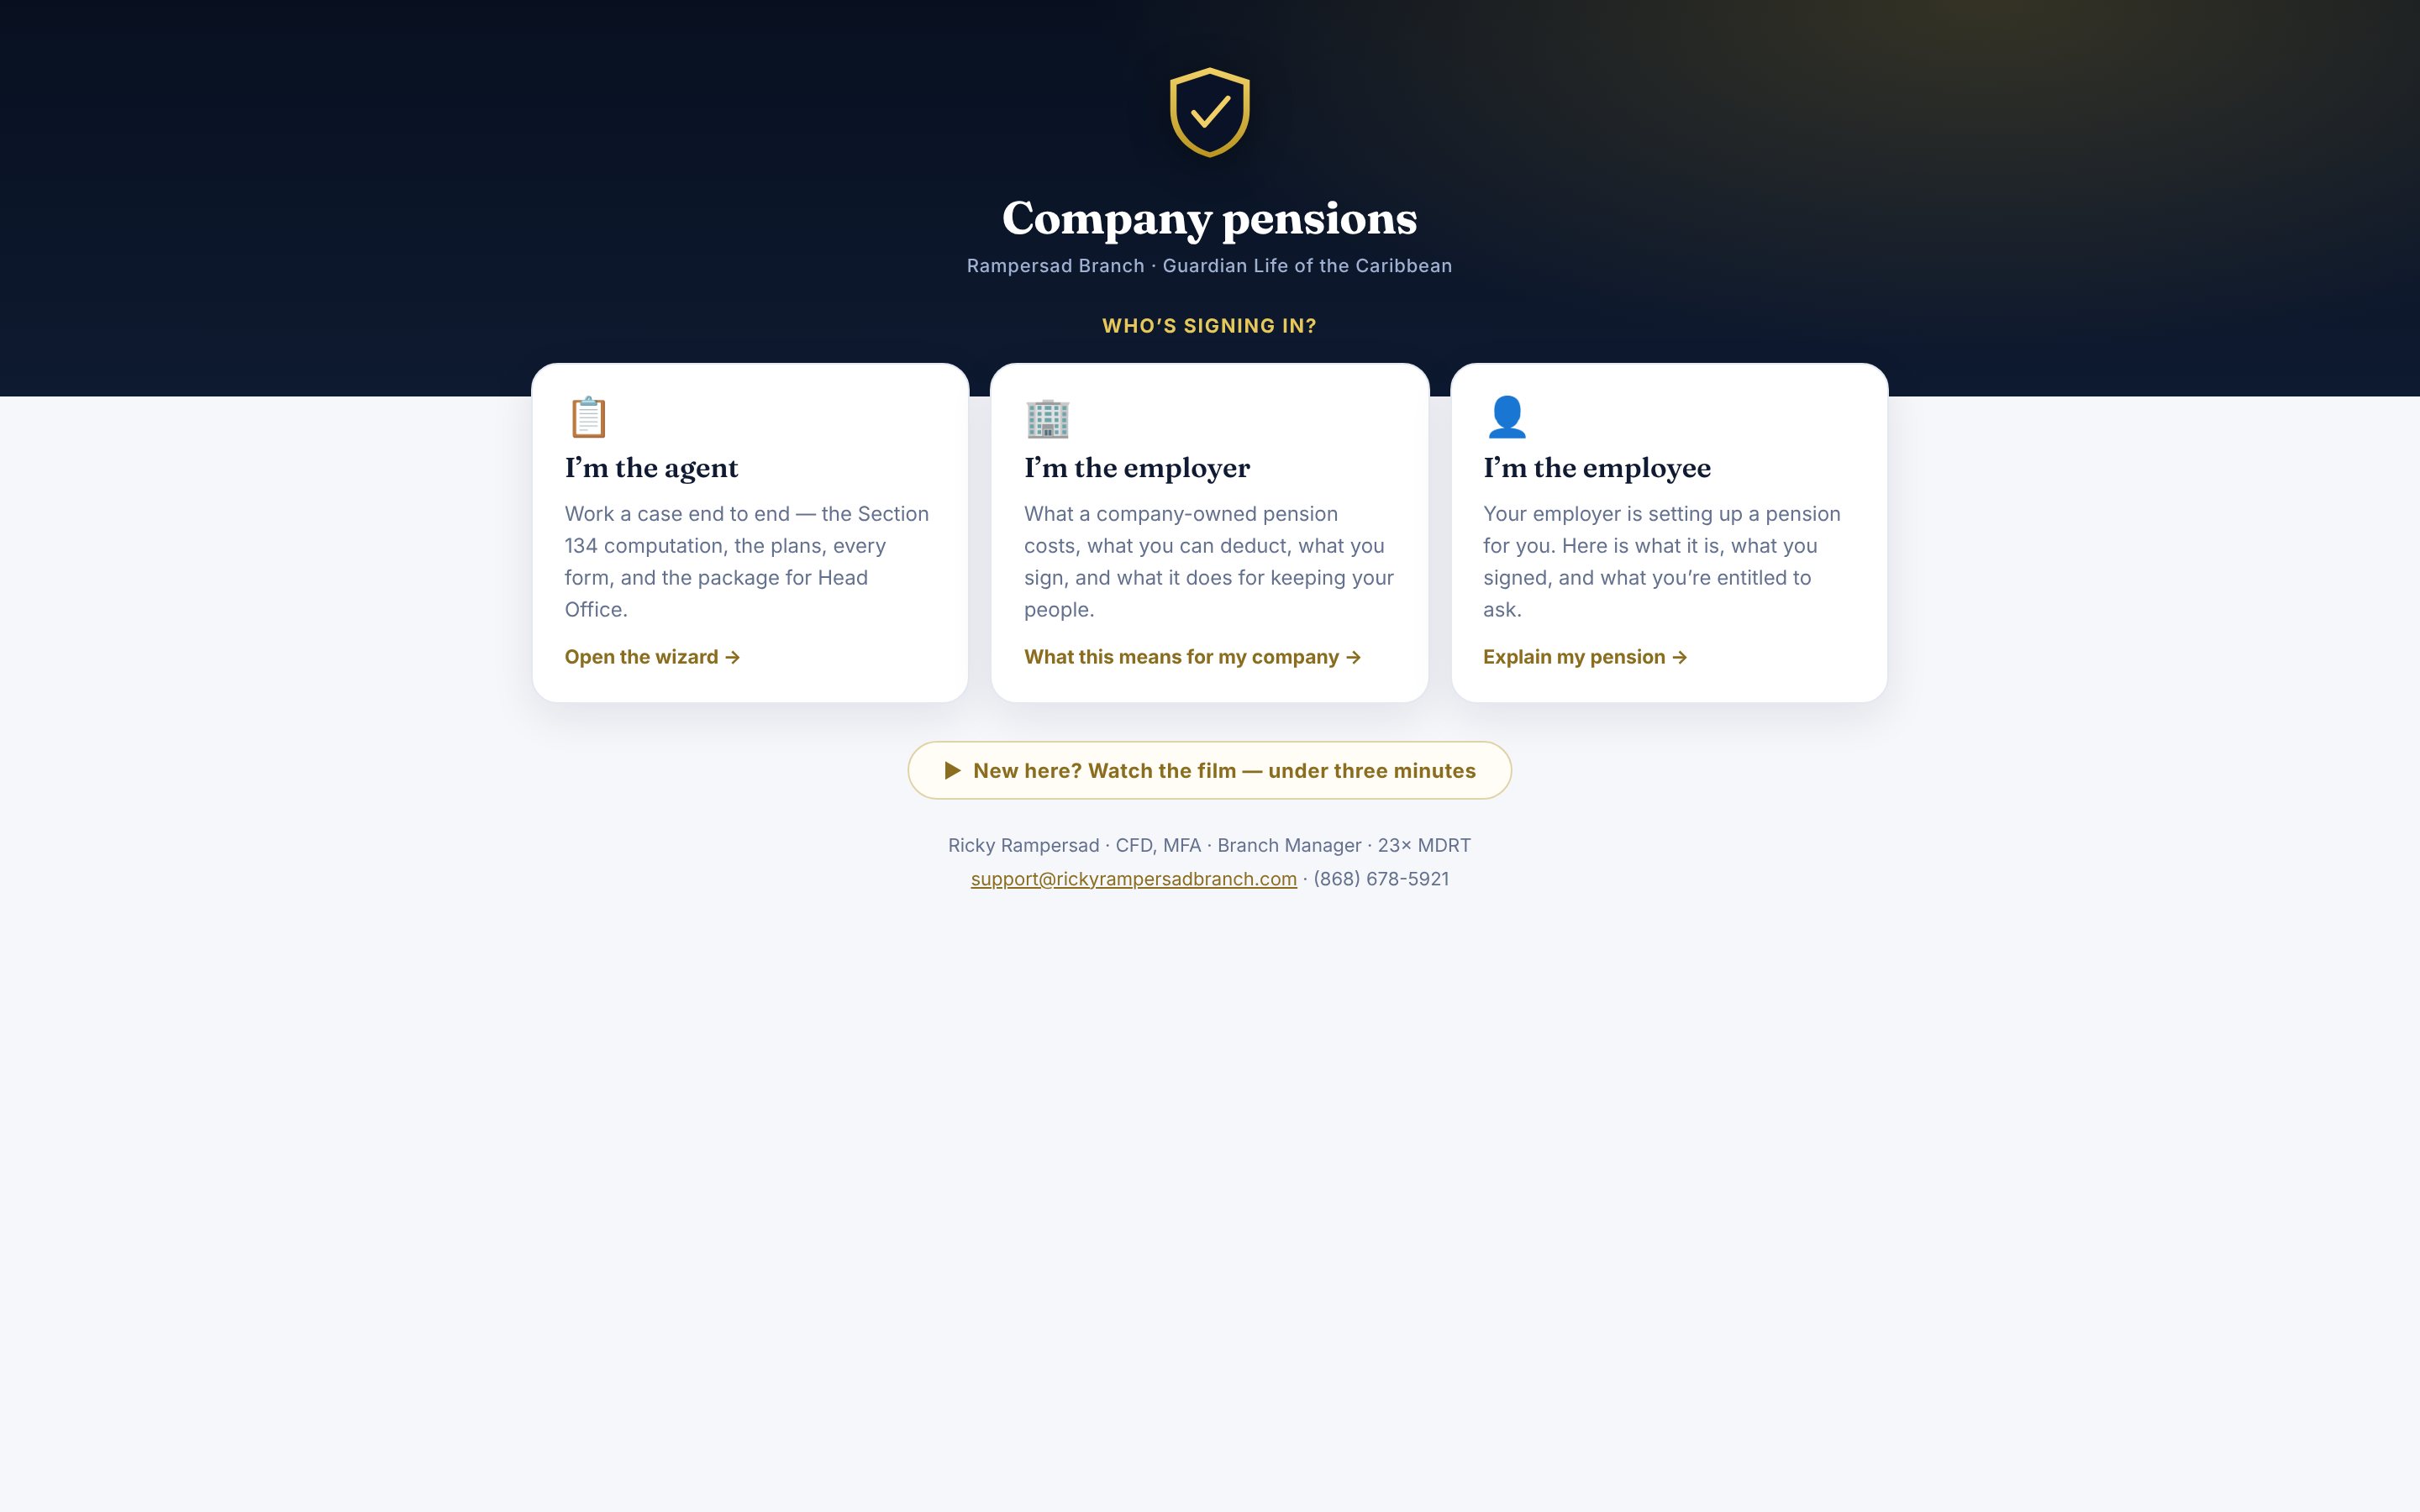 Company pensions
Rampersad Branch · Guardian Life of the Caribbean
WHO’S SIGNING IN?
I’m the agent
Work a case end to end — the Section
134 computation, the plans, every
form, and the package for Head
Office.
Open the wizard →
I’m the employer
What a company-owned pension
costs, what you can deduct, what you
sign, and what it does for keeping your
people.
What this means for my company →
I’m the employee
Your employer is setting up a pension
for you. Here is what it is, what you
signed, and what you’re entitled to
ask.
Explain my pension →
▶ New here? Watch the film — under three minutes
Ricky Rampersad · CFD, MFA · Branch Manager · 23× MDRT
support@rickyrampersadbranch.com · (868) 678-5921